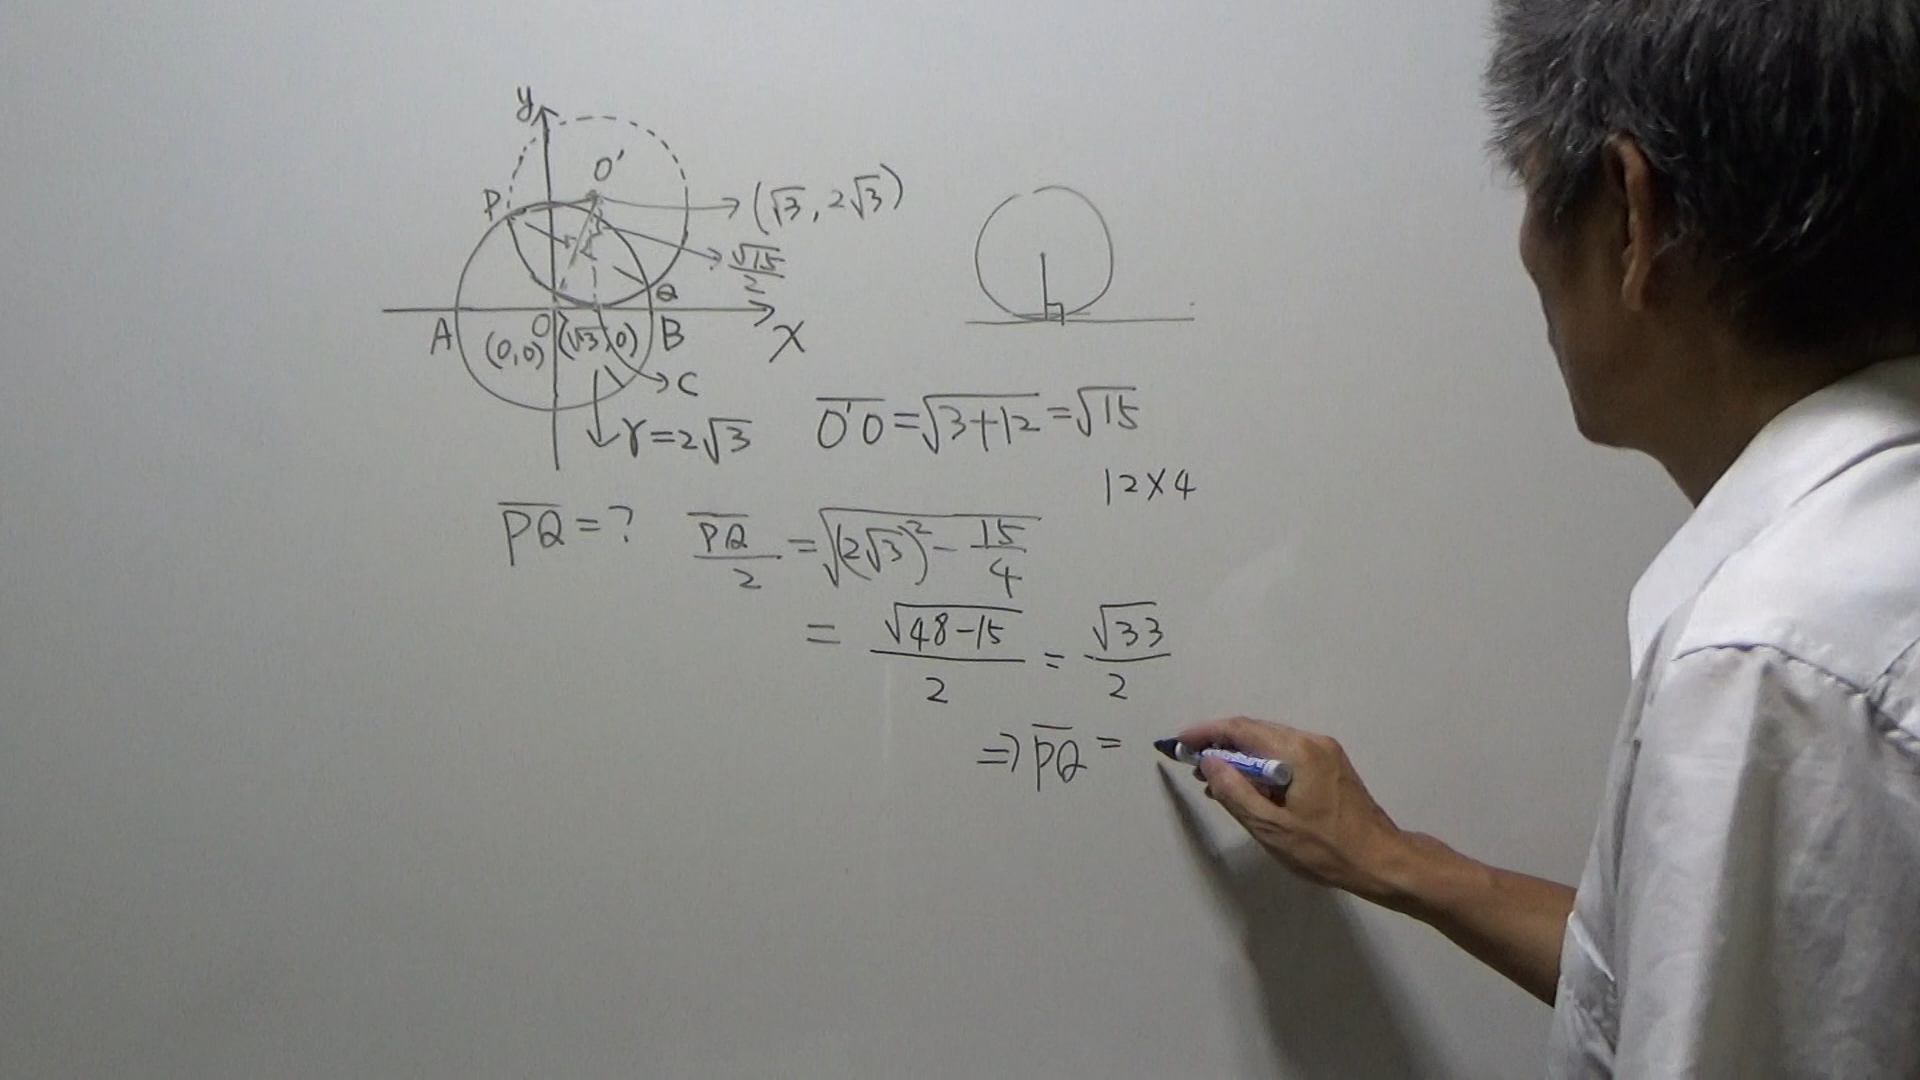 y
O'
P
(√3, 2√3)
√15/2
Q
A
O
B
x
(0,0)
(√3, 0)
C
r=2√3
O'O=√3+12=√15
12×4
PQ=?
PQ/2=√(2√3)²-15/4
=√48-15/2=√33/2
⇒PQ=